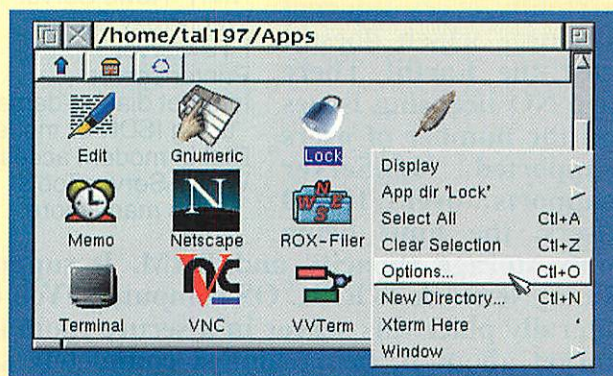 /home/tal197/Apps
Edit
Gnumeric
Lock
Memo
Netscape
ROX-Filer
Terminal
VNC
VVTerm
N
N
W E
S
VNC
Display
App dir 'Lock'
Select All Ctl+A
Clear Selection Ctl+Z
Options... Ctl+O
New Directory... Ctl+N
Xterm Here '
Window